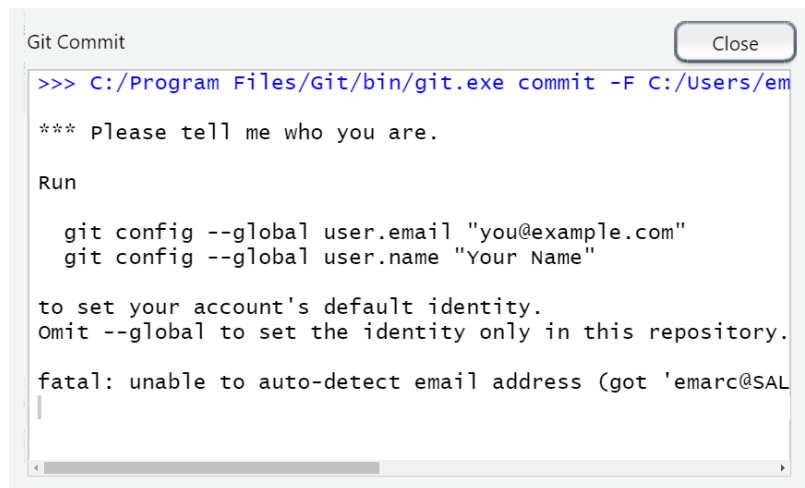 Git Commit
Close
>>> C:/Program Files/Git/bin/git.exe commit -F C:/Users/em
*** Please tell me who you are.
Run
git config --global user.email "you@example.com"
git config --global user.name "Your Name"
to set your account's default identity.
Omit --global to set the identity only in this repository.
fatal: unable to auto-detect email address (got 'emarc@SAL